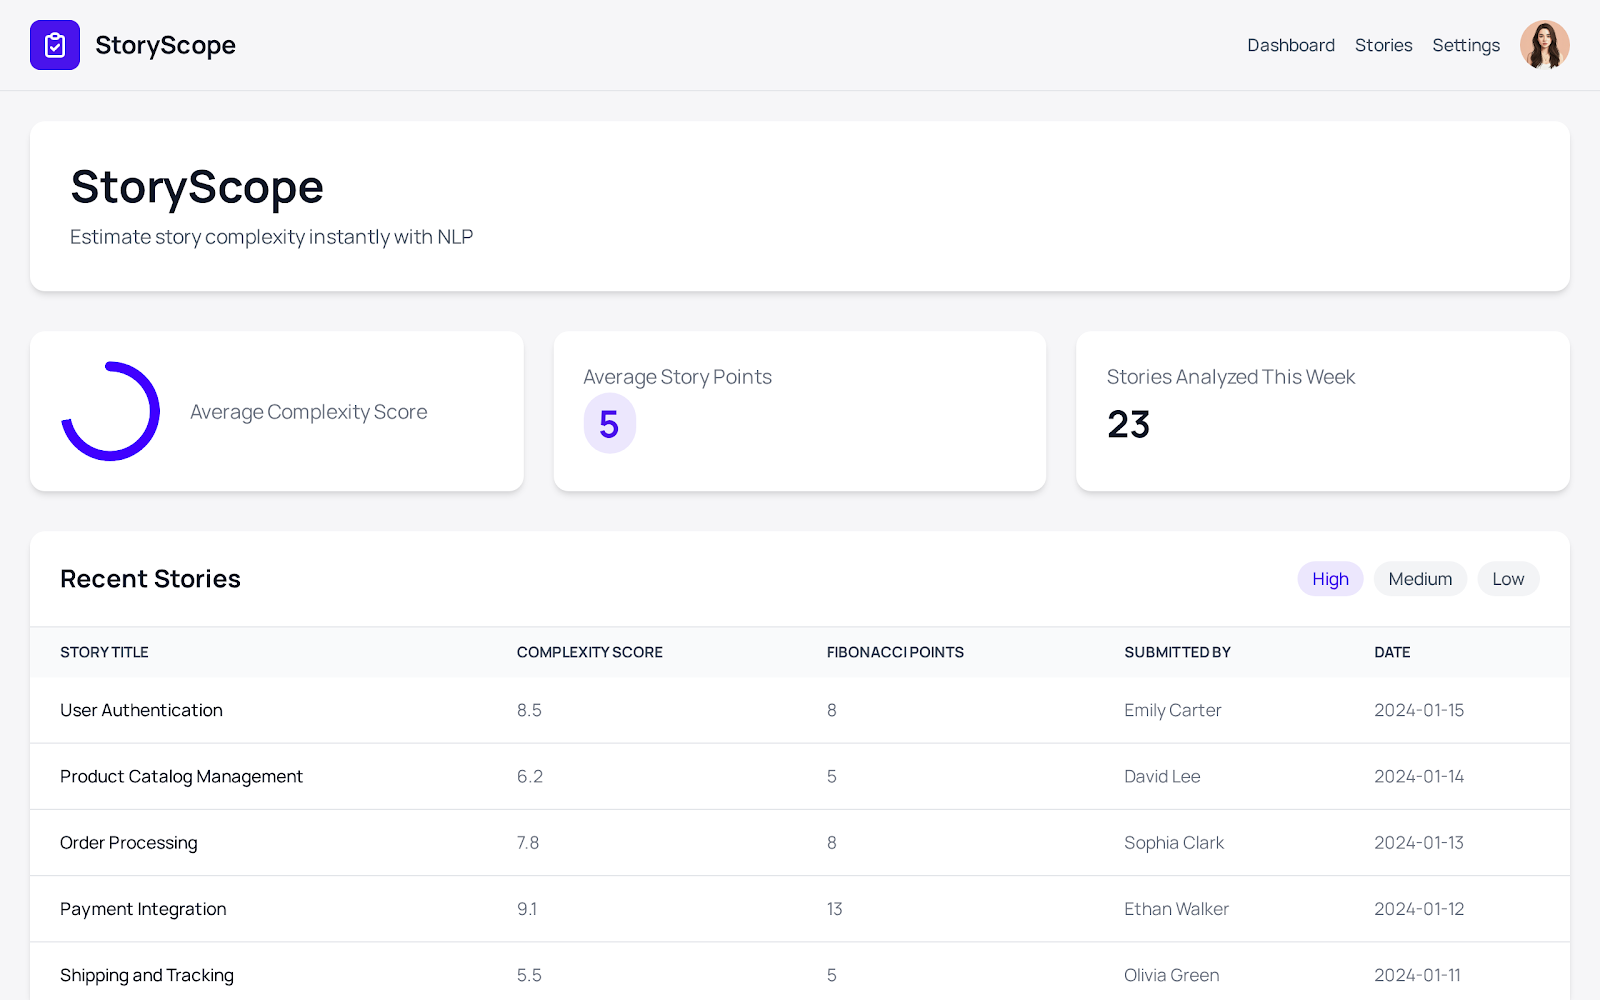 StoryScope
Dashboard Stories Settings
StoryScope
Estimate story complexity instantly with NLP
Average Complexity Score
Average Story Points
5
Stories Analyzed This Week
23
Recent Stories
High Medium Low
STORY TITLE COMPLEXITY SCORE FIBONACCI POINTS SUBMITTED BY DATE
User Authentication 8.5 8 Emily Carter 2024-01-15
Product Catalog Management 6.2 5 David Lee 2024-01-14
Order Processing 7.8 8 Sophia Clark 2024-01-13
Payment Integration 9.1 13 Ethan Walker 2024-01-12
Shipping and Tracking 5.5 5 Olivia Green 2024-01-11